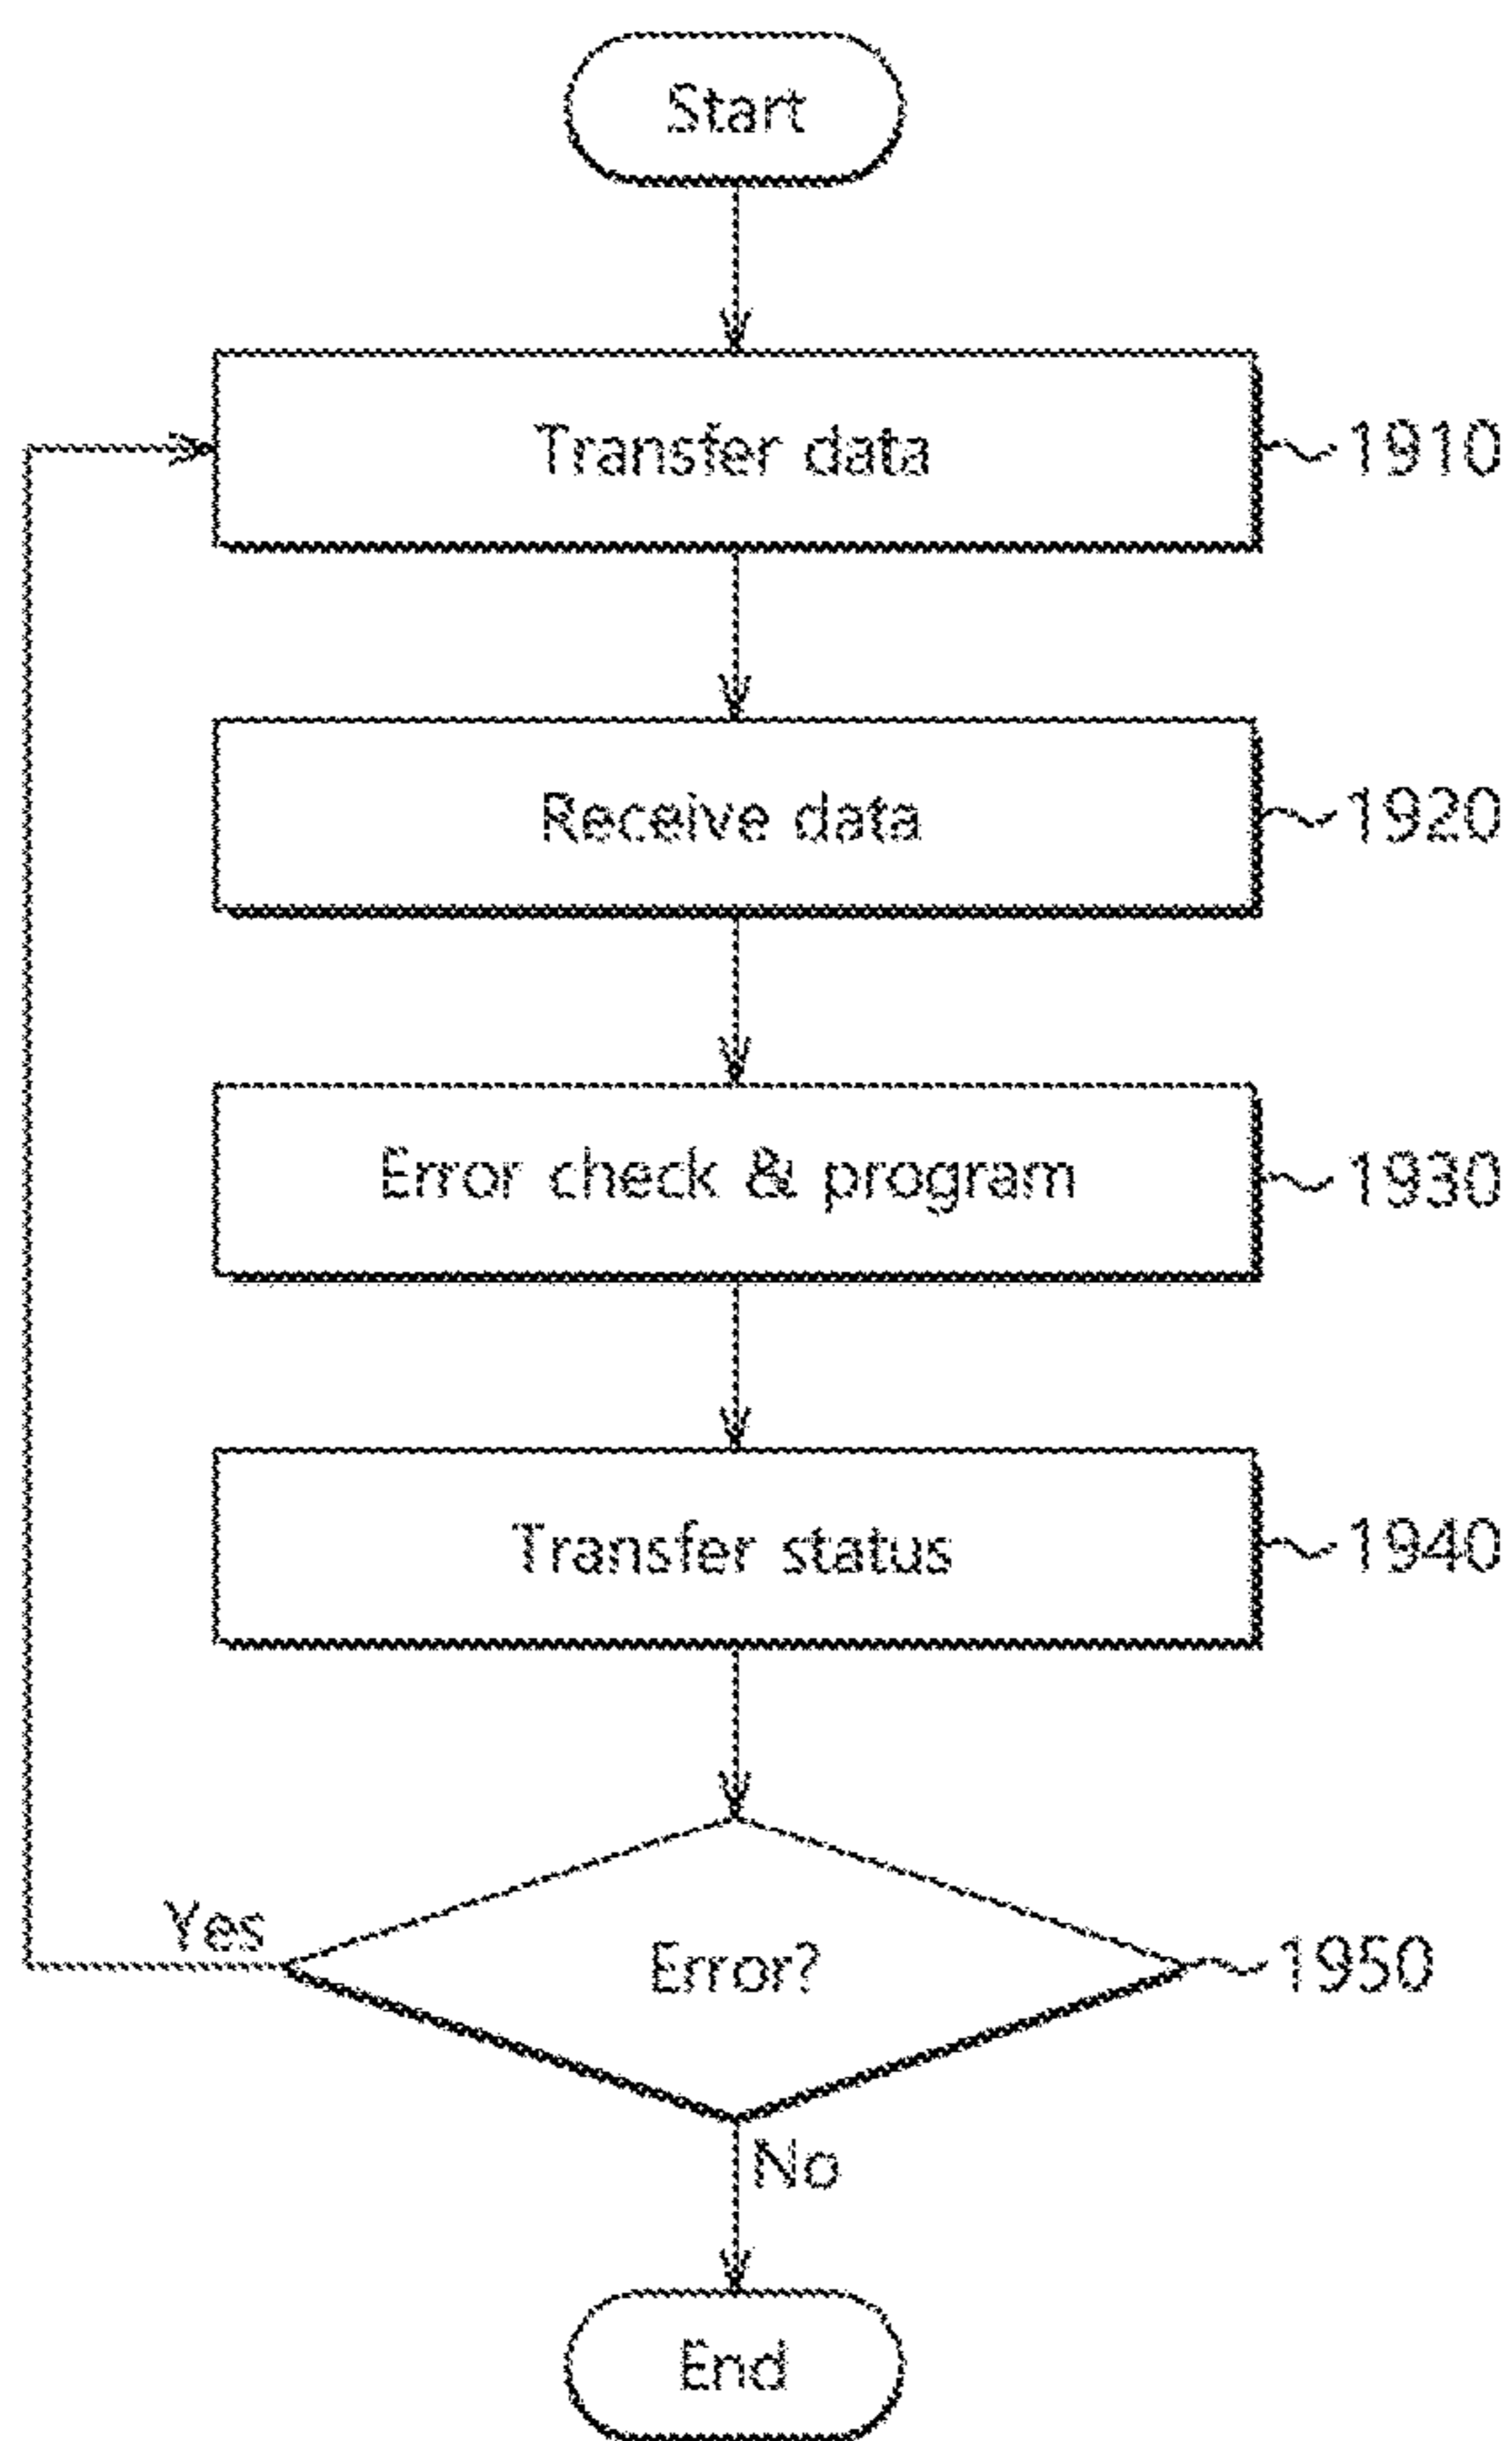 Start
Transfer data
1910
Receive data
1920
Error check & program
1930
Transfer status
1940
Yes
Error?
1950
No
End